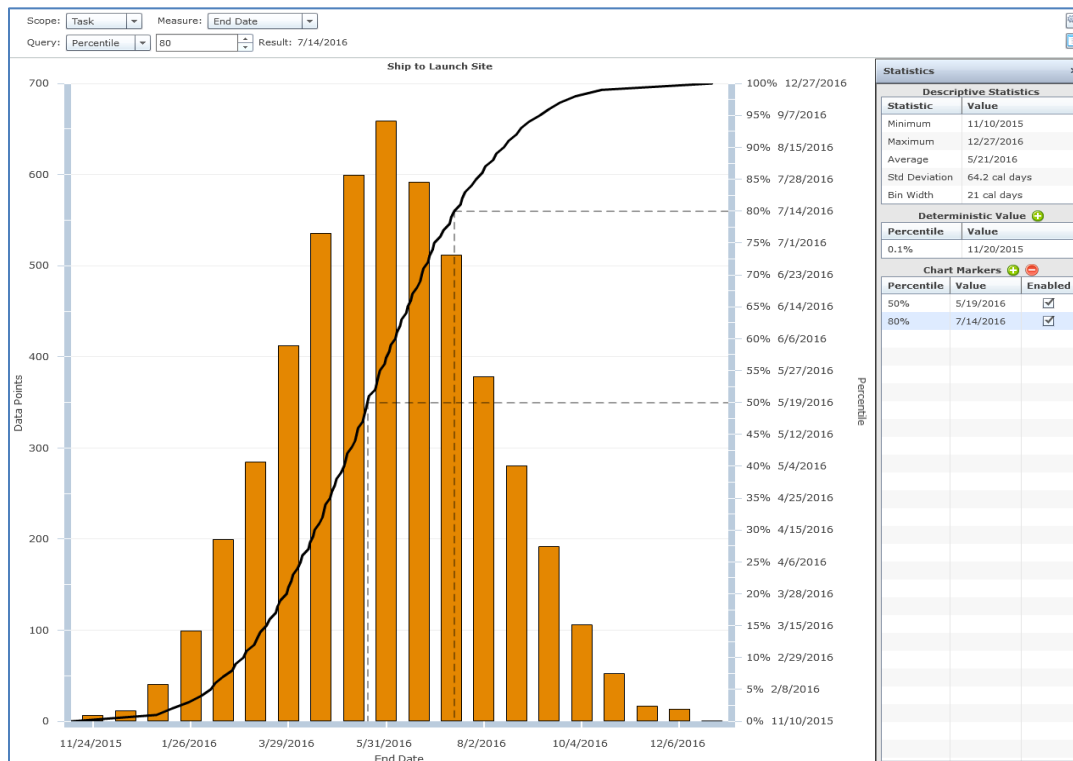 Scope: Task Measure: End Date
Query: Percentile 80 Result: 7/14/2016
Ship to Launch Site
700
600
500
400
300
200
100
0
Data Points
11/24/2015 1/26/2016 3/29/2016 5/31/2016 8/2/2016 10/4/2016 12/6/2016
End Date
100% 12/27/2016
95% 9/7/2016
90% 8/15/2016
85% 7/28/2016
80% 7/14/2016
75% 7/1/2016
70% 6/23/2016
65% 6/14/2016
60% 6/6/2016
55% 5/27/2016
50% 5/19/2016
45% 5/12/2016
40% 5/4/2016
35% 4/25/2016
30% 4/15/2016
25% 4/6/2016
20% 3/28/2016
15% 3/15/2016
10% 2/29/2016
5% 2/8/2016
0% 11/10/2015
Percentile
Statistics
Descriptive Statistics
Statistic Value
Minimum 11/10/2015
Maximum 12/27/2016
Average 5/21/2016
Std Deviation 64.2 cal days
Bin Width 21 cal days
Deterministic Value
Percentile Value
0.1% 11/20/2015
Chart Markers
Percentile Value Enabled
50% 5/19/2016
80% 7/14/2016